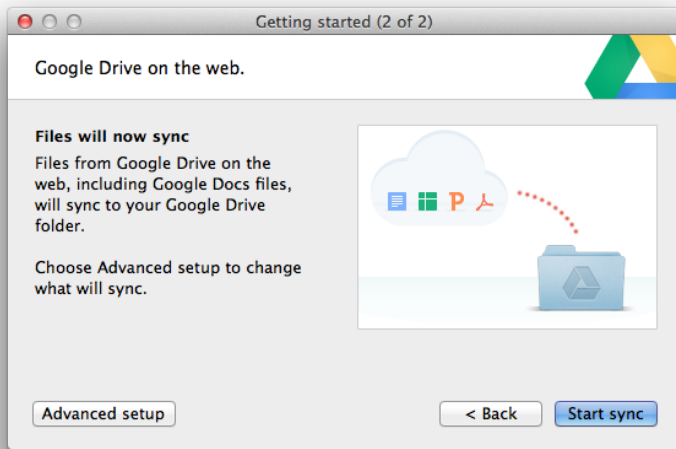 Getting started (2 of 2)
Google Drive on the web.
Files will now sync
Files from Google Drive on the
web, including Google Docs files,
will sync to your Google Drive
folder.
Choose Advanced setup to change
what will sync.
P
Advanced setup
< Back
Start sync